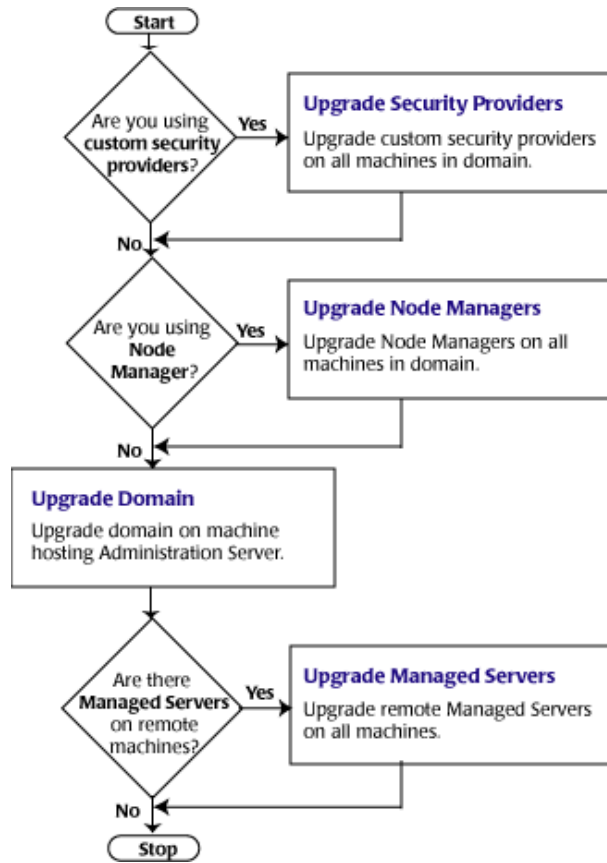 Start
Are you using
custom security
providers?
Yes
Upgrade Security Providers
Upgrade custom security providers
on all machines in domain.
No
Are you using
Node
Manager?
Yes
Upgrade Node Managers
Upgrade Node Managers on all
machines in domain.
No
Upgrade Domain
Upgrade domain on machine
hosting Administration Server.
Are there
Managed Servers
on remote
machines?
Yes
Upgrade Managed Servers
Upgrade remote Managed Servers
on all machines.
No
Stop